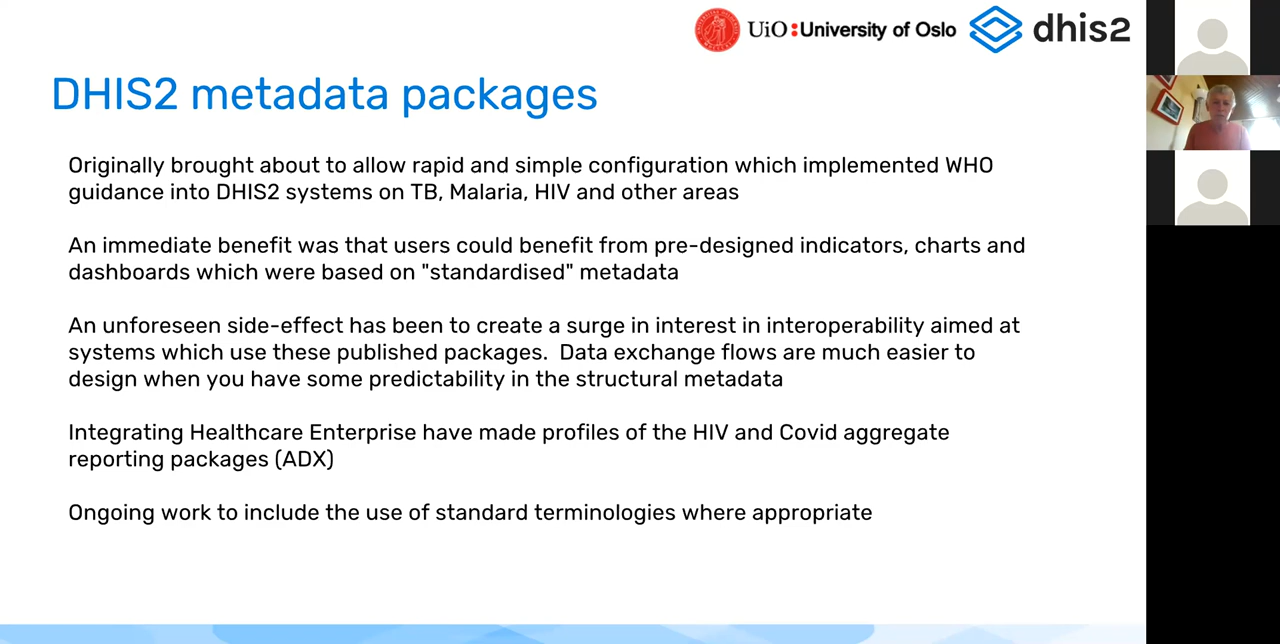 UiO:University of Oslo
dhis2
DHIS2 metadata packages
Originally brought about to allow rapid and simple configuration which implemented WHO
guidance into DHIS2 systems on TB, Malaria, HIV and other areas
An immediate benefit was that users could benefit from pre-designed indicators, charts and
dashboards which were based on "standardised" metadata
An unforeseen side-effect has been to create a surge in interest in interoperability aimed at
systems which use these published packages.  Data exchange flows are much easier to
design when you have some predictability in the structural metadata
Integrating Healthcare Enterprise have made profiles of the HIV and Covid aggregate
reporting packages (ADX)
Ongoing work to include the use of standard terminologies where appropriate